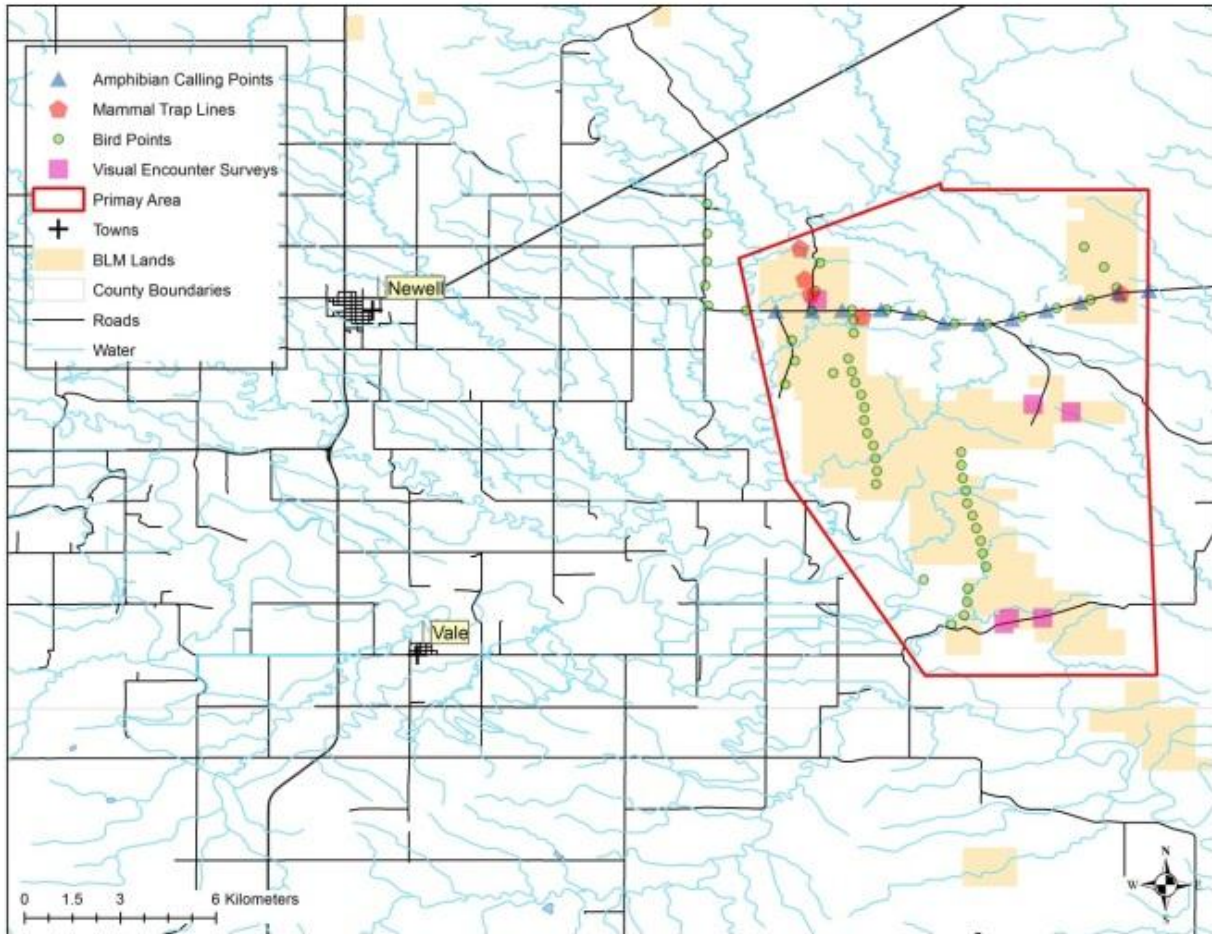 Amphibian Calling Points
Mammal Trap Lines
Bird Points
Visual Encounter Surveys
Primay Area
Towns
BLM Lands
County Boundaries
Roads
Water
Newell
Vale
0 1.5 3 6 Kilometers
N
W E
S